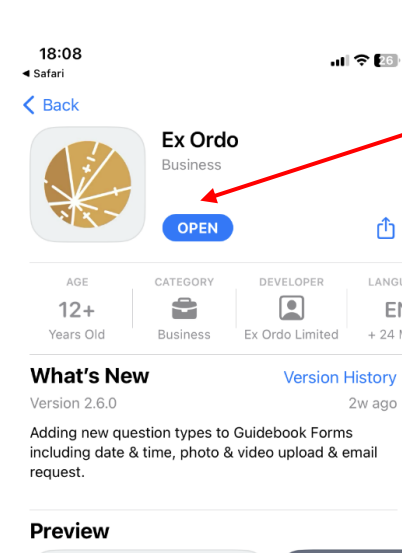 18:08
◄ Safari
26
Back
Ex Ordo
Business
OPEN
AGE
CATEGORY
DEVELOPER
12+
Years Old
Business
Ex Ordo Limited
+ 24
What's New
Version History
Version 2.6.0
2w ago
Adding new question types to Guidebook Forms
including date & time, photo & video upload & email
request.
Preview